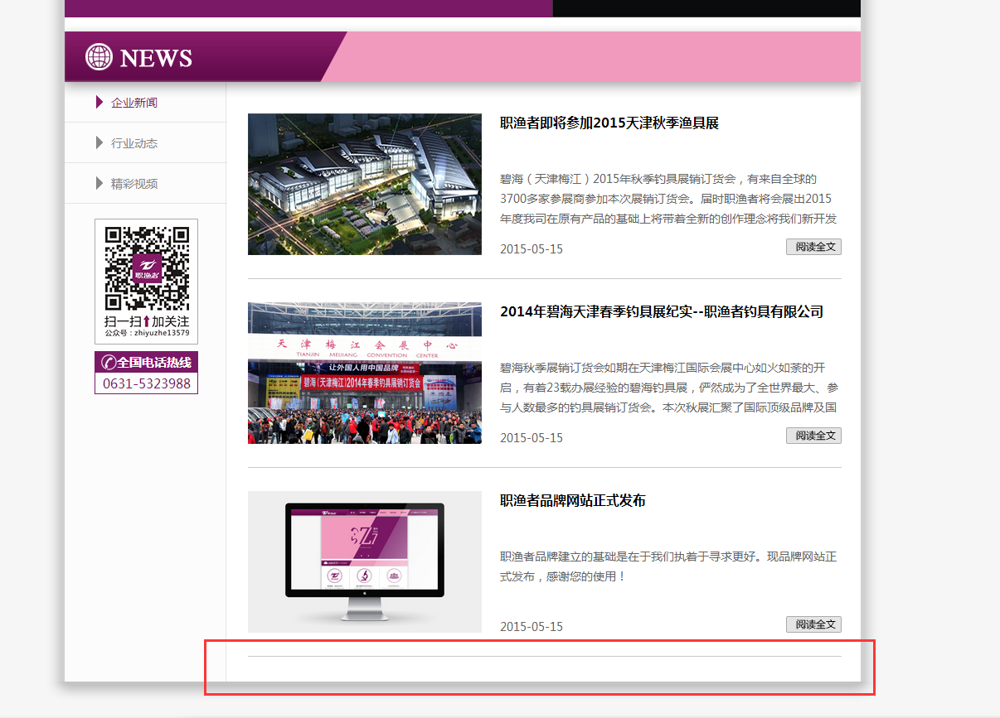 NEWS
企业新闻
行业动态
精彩视频
职渔者
扫一扫加关注
公众号：zhiyuzhe13579
全国电话热线
0631-5323988
职渔者即将参加2015天津秋季渔具展
碧海（天津梅江）2015年秋季钓具展销订货会，有来自全球的
3700多家参展商参加本次展销订货会。届时职渔者将会展出2015
年度我司在原有产品的基础上将带着全新的创作理念将我们新开发
2015-05-15
阅读全文
天津梅江会展中心
TIANJIN MEIJIANG CONVENTION CENTER
让外国人用中国品牌
碧海(天津梅江)2014年春季钓具展销订货会
2014年碧海天津春季钓具展纪实--职渔者钓具有限公司
碧海秋季展销订货会如期在天津梅江国际会展中心如火如荼的开
启，有着23载办展经验的碧海钓具展，俨然成为了全世界最大、参
与人数最多的钓具展销订货会。本次秋展汇聚了国际顶级品牌及国
2015-05-15
阅读全文
职渔者品牌网站正式发布
职渔者品牌建立的基础是在于我们执着于寻求更好。现品牌网站正
式发布，感谢您的使用！
2015-05-15
阅读全文